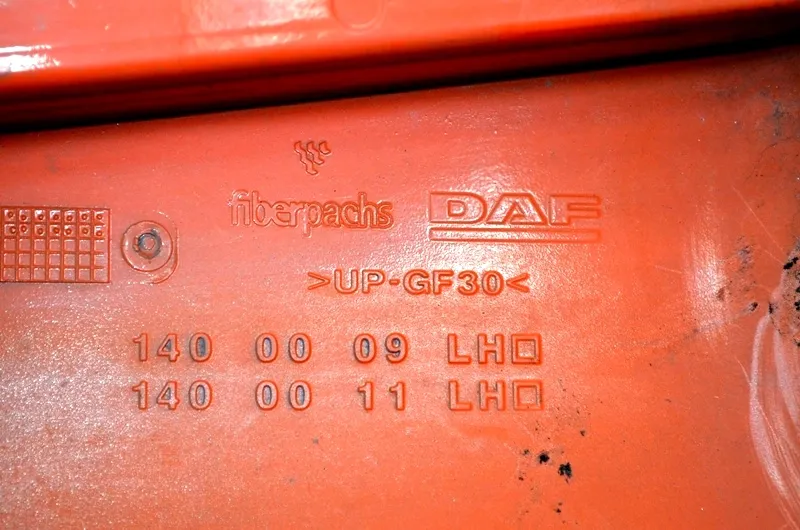 fiberpachs DAF
>UP-GF30<
140 00 09 LH□
140 00 11 LH□